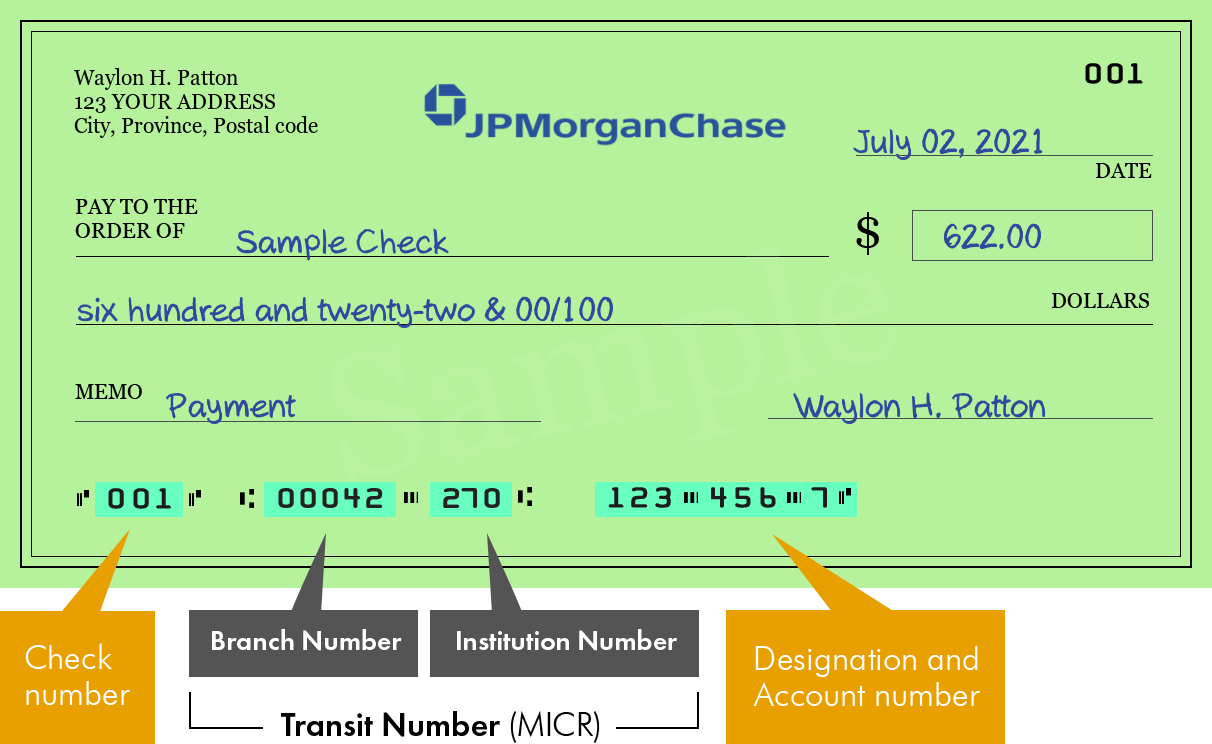 Waylon H. Patton
123 YOUR ADDRESS
City, Province, Postal code
JPMorganChase
001
July 02, 2021
DATE
PAY TO THE
ORDER OF
Sample Check
$ 622.00
six hundred and twenty-two & 00/100
DOLLARS
Sample
MEMO
Payment
Waylon H. Patton
⑈001⑈ ⑆00042⑉270⑆ 123⑉456⑉7⑈
Check
number
Branch Number
Institution Number
Transit Number (MICR)
Designation and
Account number